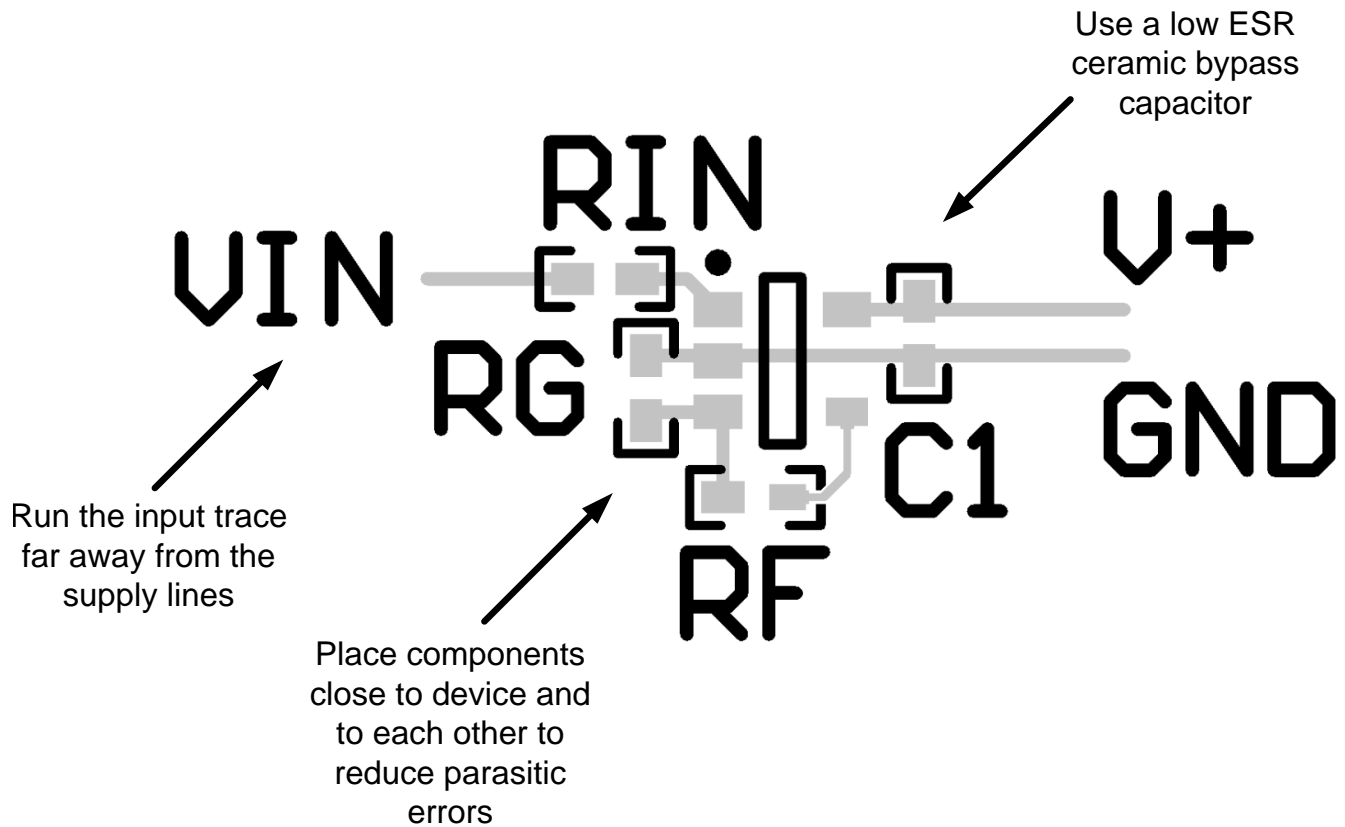 Use a low ESR
ceramic bypass
capacitor
RIN
V+
VIN
RG
GND
C1
Run the input trace
far away from the
supply lines
RF
Place components
close to device and
to each other to
reduce parasitic
errors